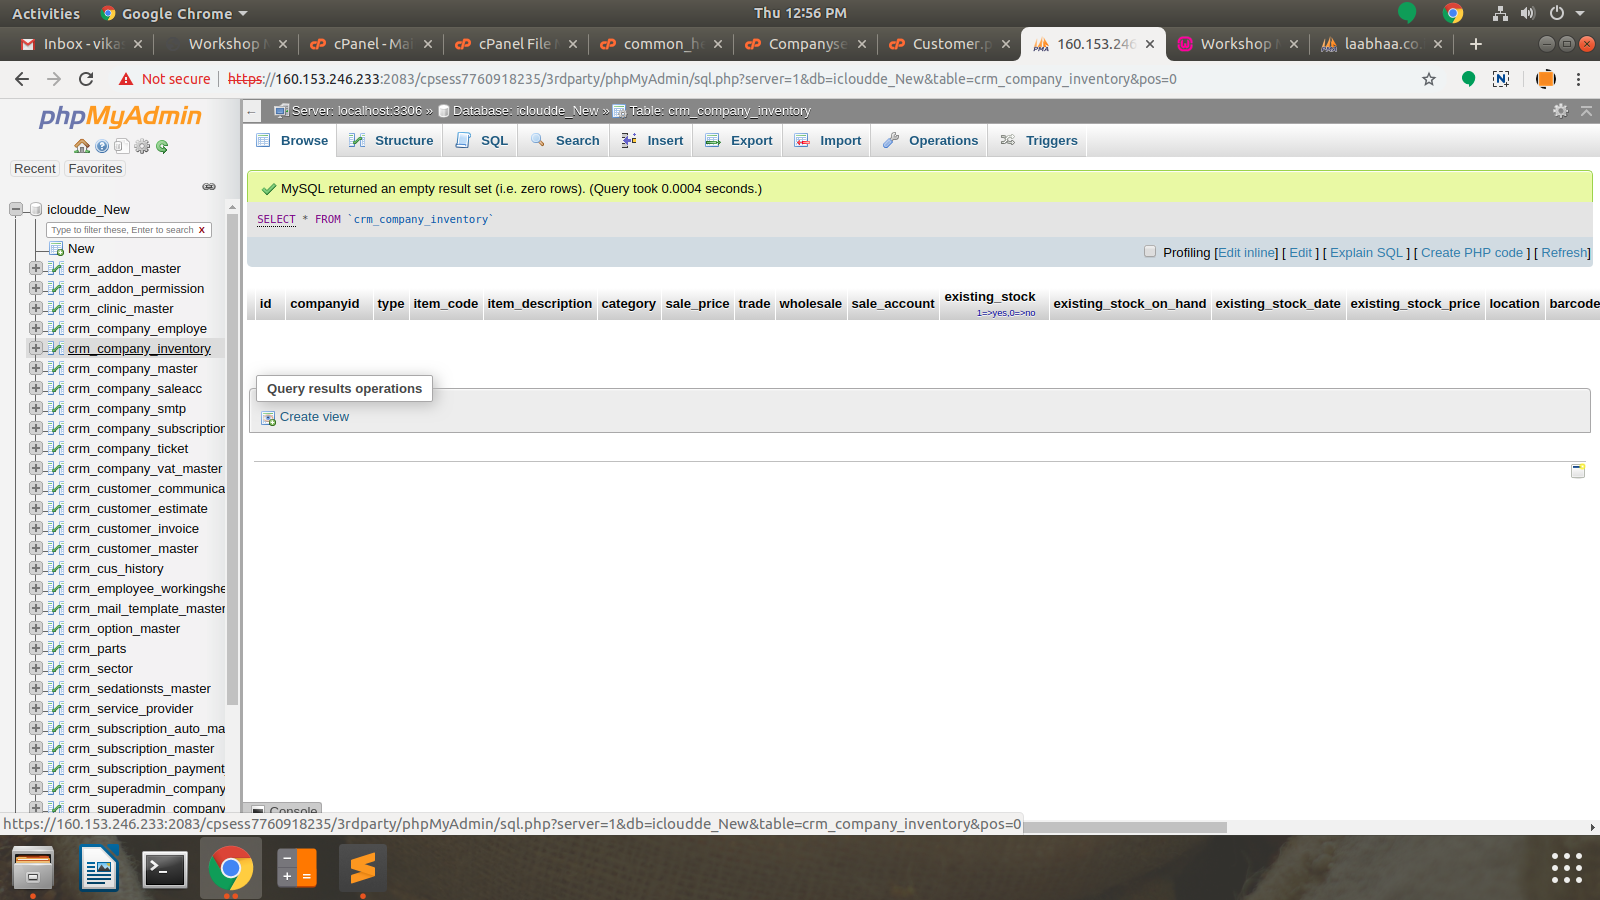 Activities Google Chrome Thu 12:56 PM
Inbox - vika Workshop M cPanel - Mai cPanel File M common_he Companyse Customer.p 160.153.246 Workshop M laabhaa.co.
Not secure https://160.153.246.233:2083/cpsess7760918235/3rdparty/phpMyAdmin/sql.php?server=1&db=icloudde_New&table=crm_company_inventory&pos=0
phpMyAdmin
Recent Favorites
icloudde_New
Type to filter these, Enter to search X
New
crm_addon_master
crm_addon_permission
crm_clinic_master
crm_company_employe
crm_company_inventory
crm_company_master
crm_company_saleacc
crm_company_smtp
crm_company_subscription
crm_company_ticket
crm_company_vat_master
crm_customer_communica
crm_customer_estimate
crm_customer_invoice
crm_customer_master
crm_cus_history
crm_employee_workingshe
crm_mail_template_master
crm_option_master
crm_parts
crm_sector
crm_sedationsts_master
crm_service_provider
crm_subscription_auto_ma
crm_subscription_master
crm_subscription_payment
crm_superadmin_company
crm_superadmin_company
Server: localhost:3306 » Database: icloudde_New » Table: crm_company_inventory
Browse Structure SQL Search Insert Export Import Operations Triggers
MySQL returned an empty result set (i.e. zero rows). (Query took 0.0004 seconds.)
SELECT * FROM `crm_company_inventory`
Profiling [Edit inline] [ Edit ] [ Explain SQL ] [ Create PHP code ] [ Refresh]
id companyid type item_code item_description category sale_price trade wholesale sale_account existing_stock existing_stock_on_hand existing_stock_date existing_stock_price location barcode
1=>yes,0=>no
Query results operations
Create view
Console
https://160.153.246.233:2083/cpsess7760918235/3rdparty/phpMyAdmin/sql.php?server=1&db=icloudde_New&table=crm_company_inventory&pos=0